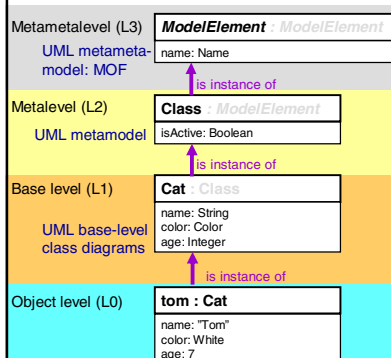 Metametalevel (L3)
ModelElement : ModelElement
UML metameta-
model: MOF
name: Name
is instance of
Metalevel (L2)
Class : ModelElement
UML metamodel
isActive: Boolean
is instance of
Base level (L1)
Cat : Class
UML base-level
class diagrams
name: String
color: Color
age: Integer
is instance of
Object level (L0)
tom : Cat
name: "Tom"
color: White
age: 7